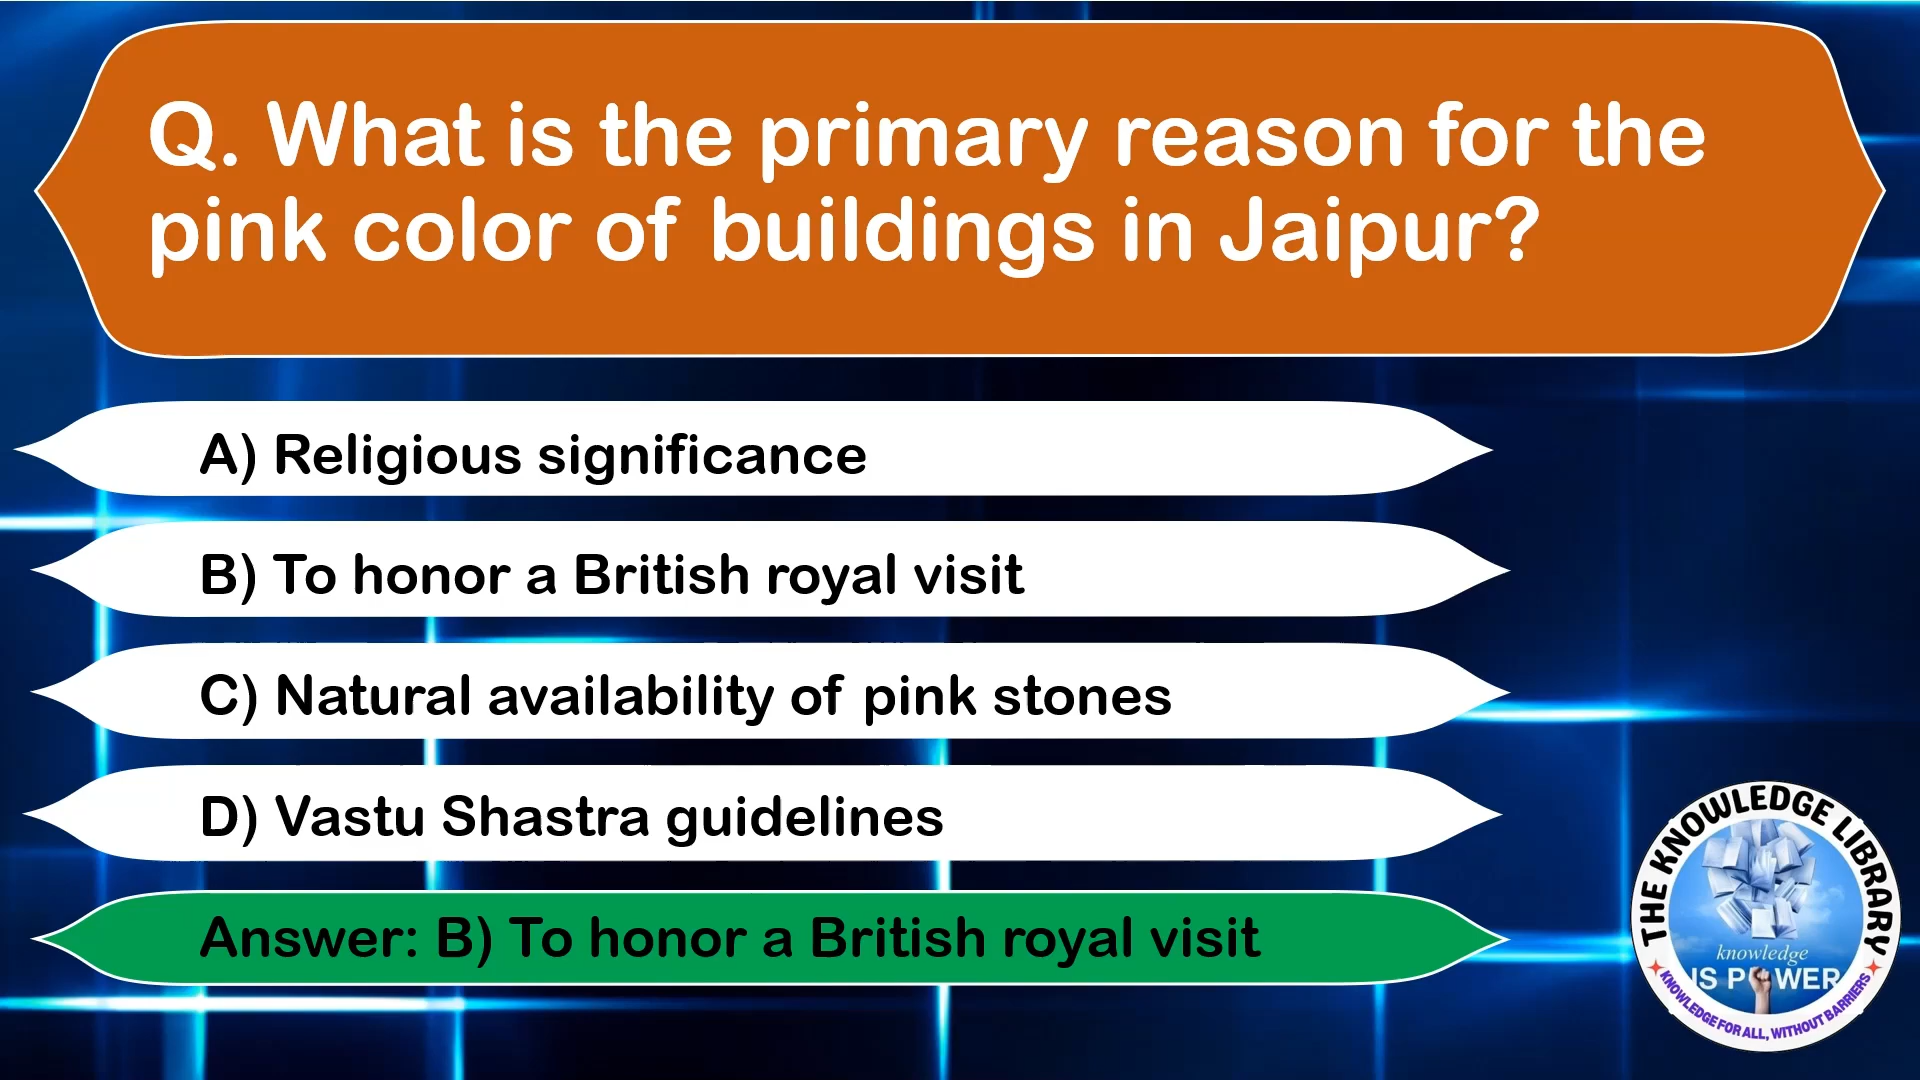 Q. What is the primary reason for the
pink color of buildings in Jaipur?
A) Religious significance
B) To honor a British royal visit
C) Natural availability of pink stones
D) Vastu Shastra guidelines
Answer: B) To honor a British royal visit
THE KNOWLEDGE LIBRARY
knowledge
IS POWER
KNOWLEDGE FOR ALL, WITHOUT BARRIERS